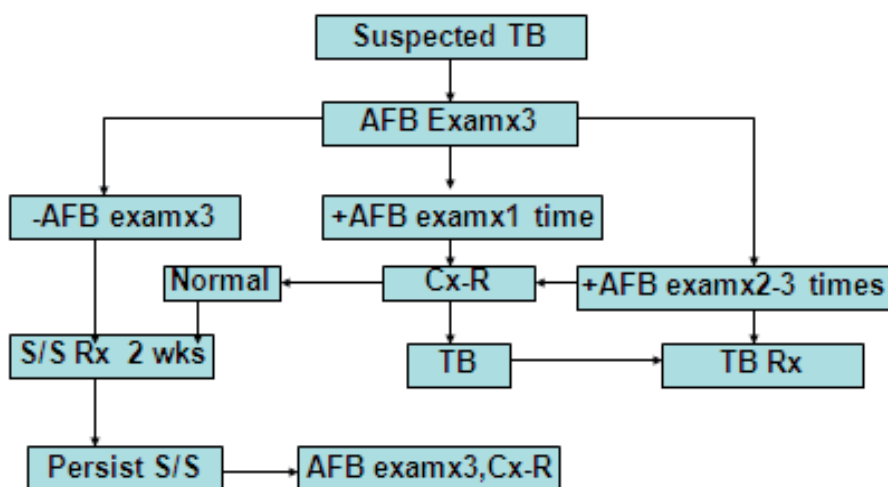 Suspected TB
AFB Examx3
-AFB examx3
+AFB examx1 time
Normal
Cx-R
+AFB examx2-3 times
S/S Rx 2 wks
TB
TB Rx
Persist S/S
AFB examx3,Cx-R